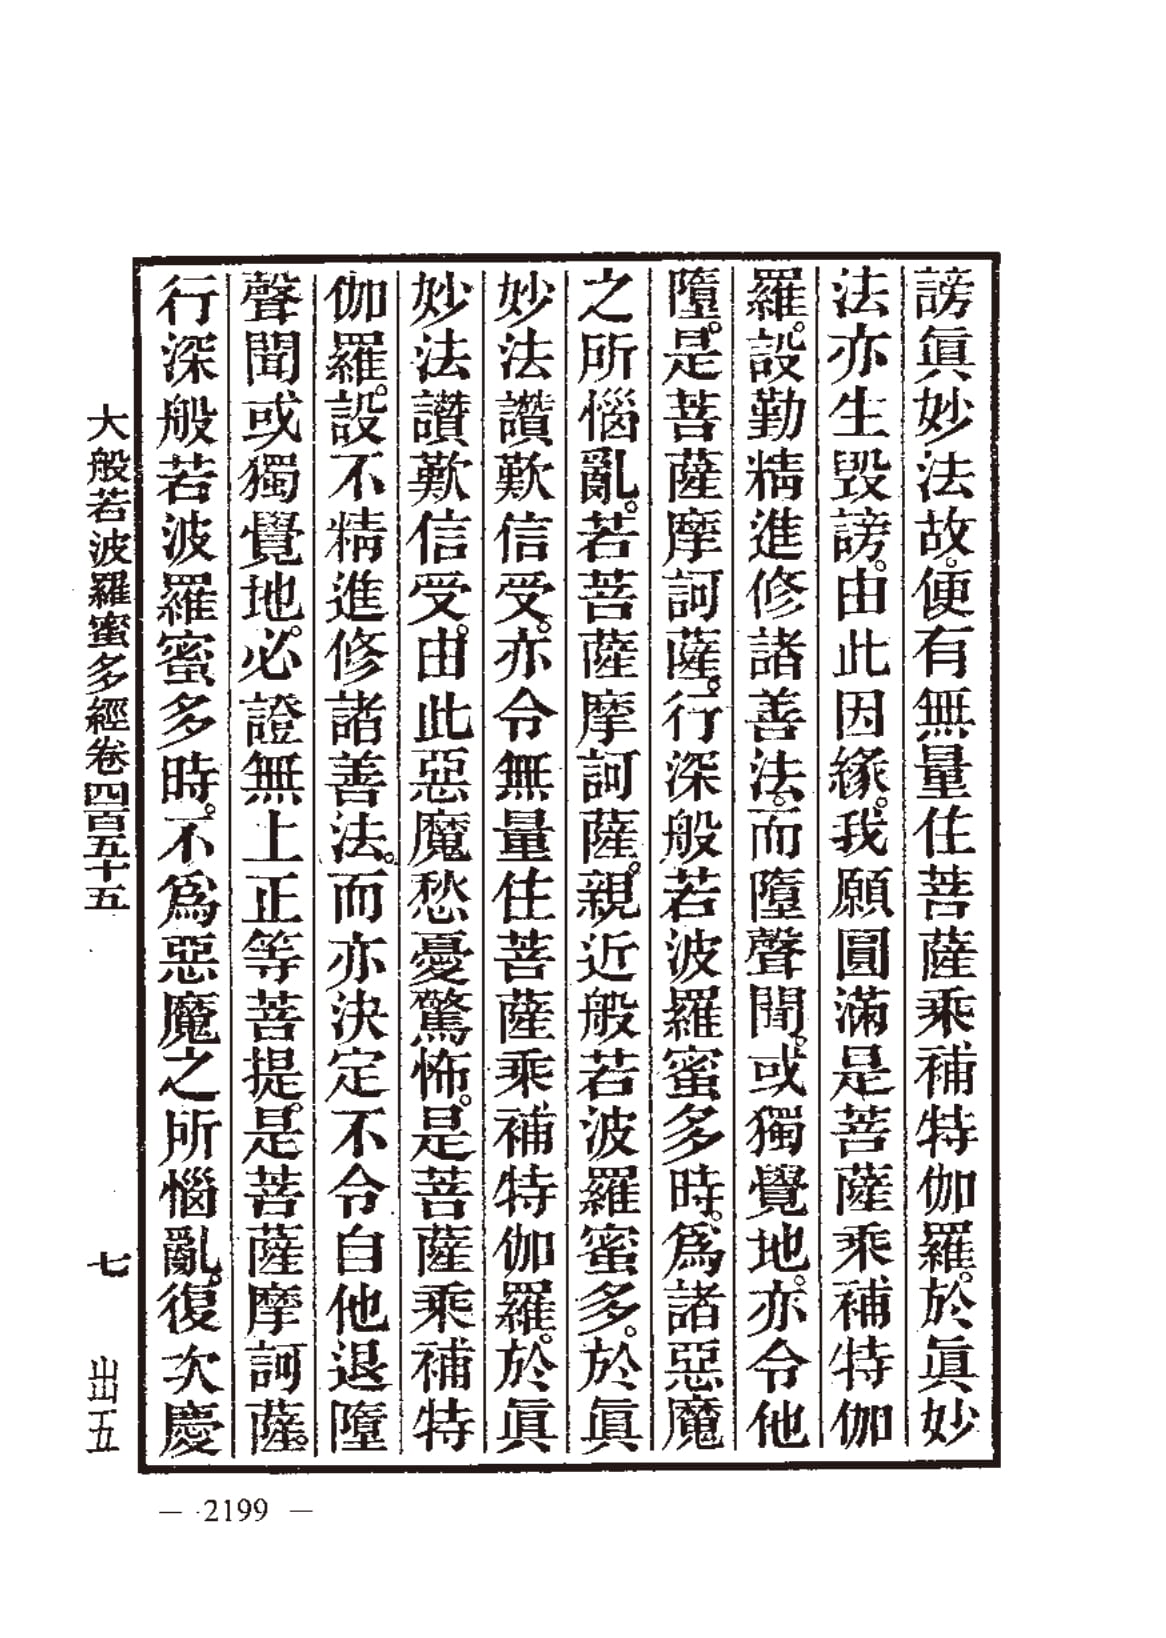 謗眞妙法故。便有無量住菩薩乘補特伽羅。於眞妙
法亦生毀謗。由此因緣。我願圓滿是菩薩乘補特伽
羅。設勤精進修諸善法。而墮聲聞。或獨覺地。亦令他
墮。是菩薩摩訶薩。行深般若波羅蜜多時。爲諸惡魔
之所惱亂。若菩薩摩訶薩。親近般若波羅蜜多。於眞
妙法讚歎信受。亦令無量住菩薩乘補特伽羅。於眞
妙法讚歎信受。由此惡魔愁憂驚怖。是菩薩乘補特
伽羅。設不精進修諸善法。而亦決定不令自他退墮
聲聞或獨覺地。必證無上正等菩提。是菩薩摩訶薩。
行深般若波羅蜜多時。不爲惡魔之所惱亂。復次慶
大般若波羅蜜多經卷四百五十五 七 出五
— 2199 —